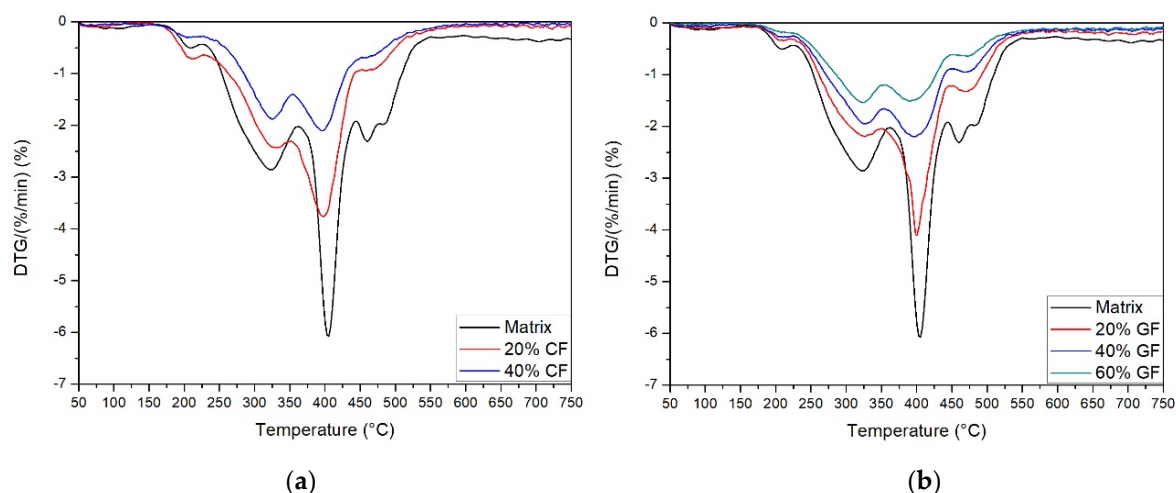 0
-1
-2
-3
-4
-5
-6
-7
DTG/(%/min) (%)
Matrix
20% CF
40% CF
50 100 150 200 250 300 350 400 450 500 550 600 650 700 750
Temperature (°C)
(a)
0
-1
-2
-3
-4
-5
-6
-7
DTG/(%/min) (%)
Matrix
20% GF
40% GF
60% GF
50 100 150 200 250 300 350 400 450 500 550 600 650 700 750
Temperature (°C)
(b)